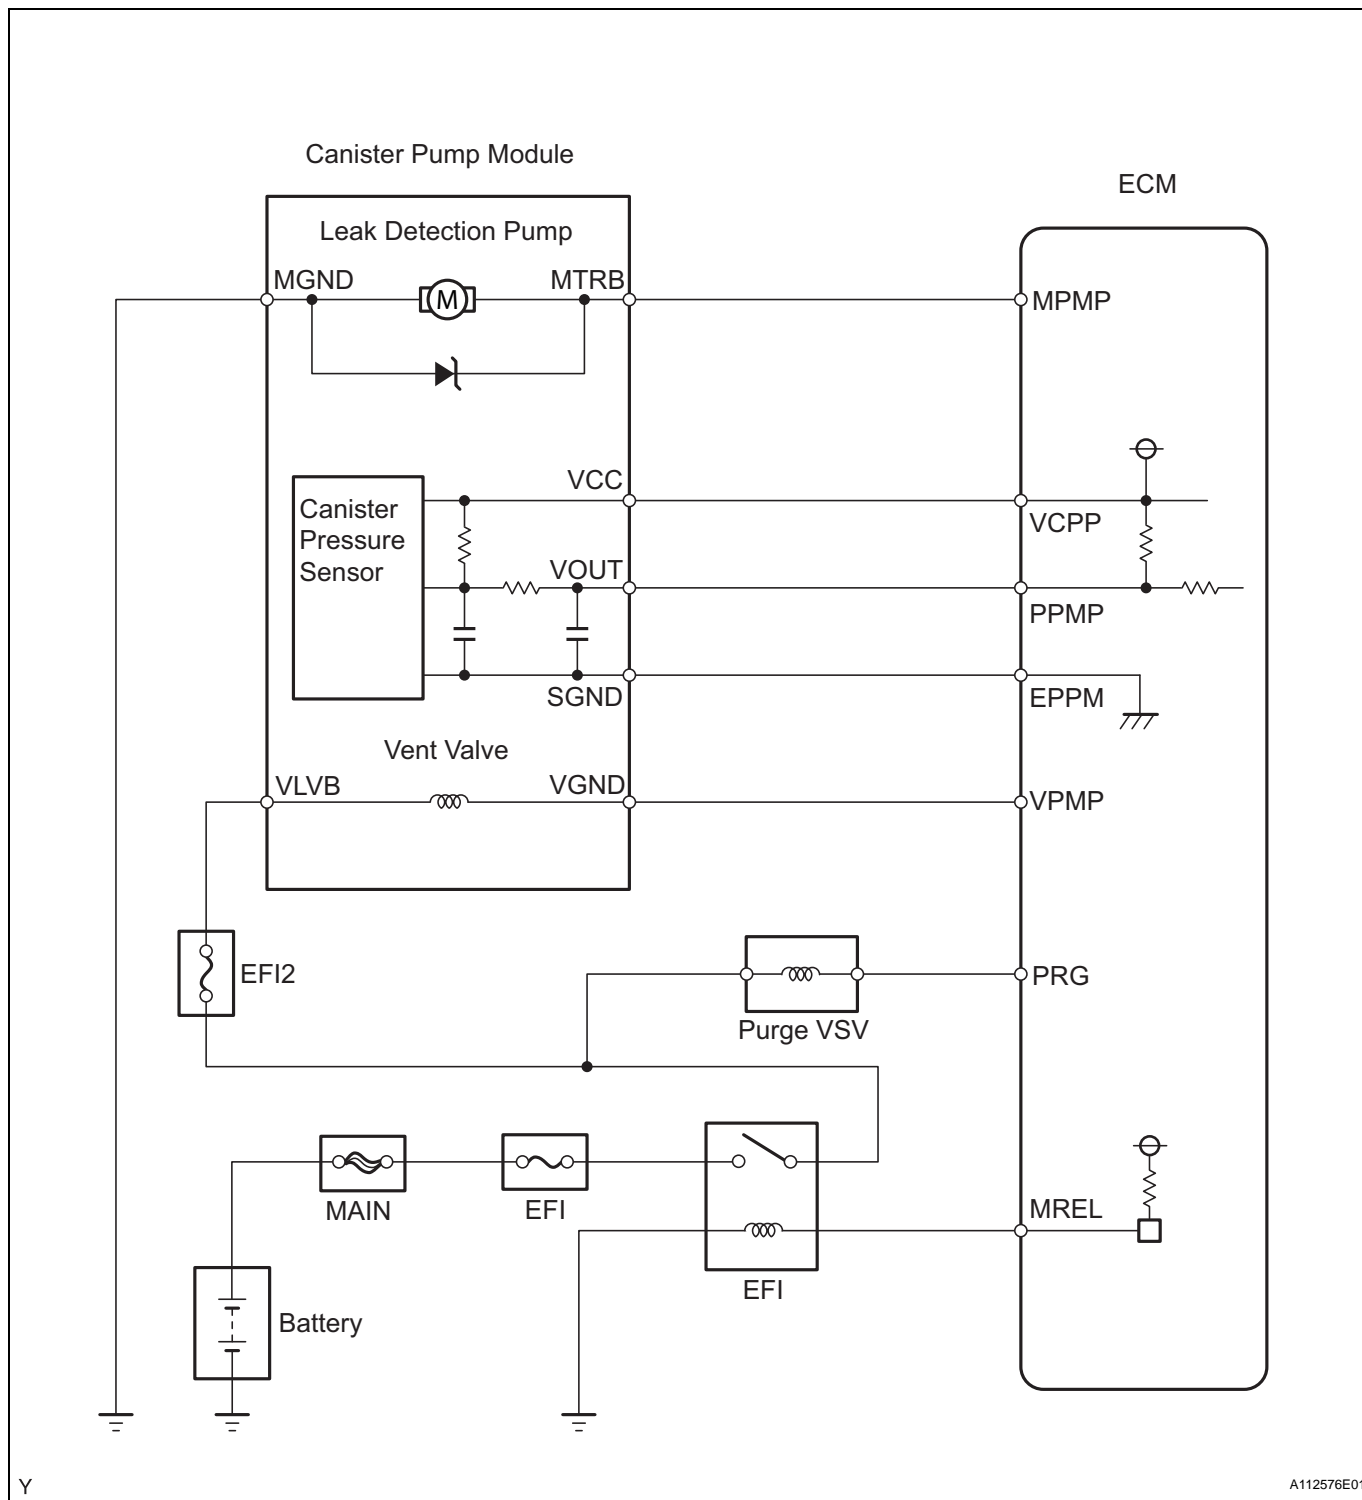 Canister Pump Module
ECM
Leak Detection Pump
MGND
MTRB
M
MPMP
VCC
Canister
Pressure
Sensor
VCPP
VOUT
PPMP
SGND
EPPM
Vent Valve
VLVB
VGND
VPMP
EFI2
PRG
Purge VSV
MAIN
EFI
MREL
EFI
Battery
Y
A112576E01